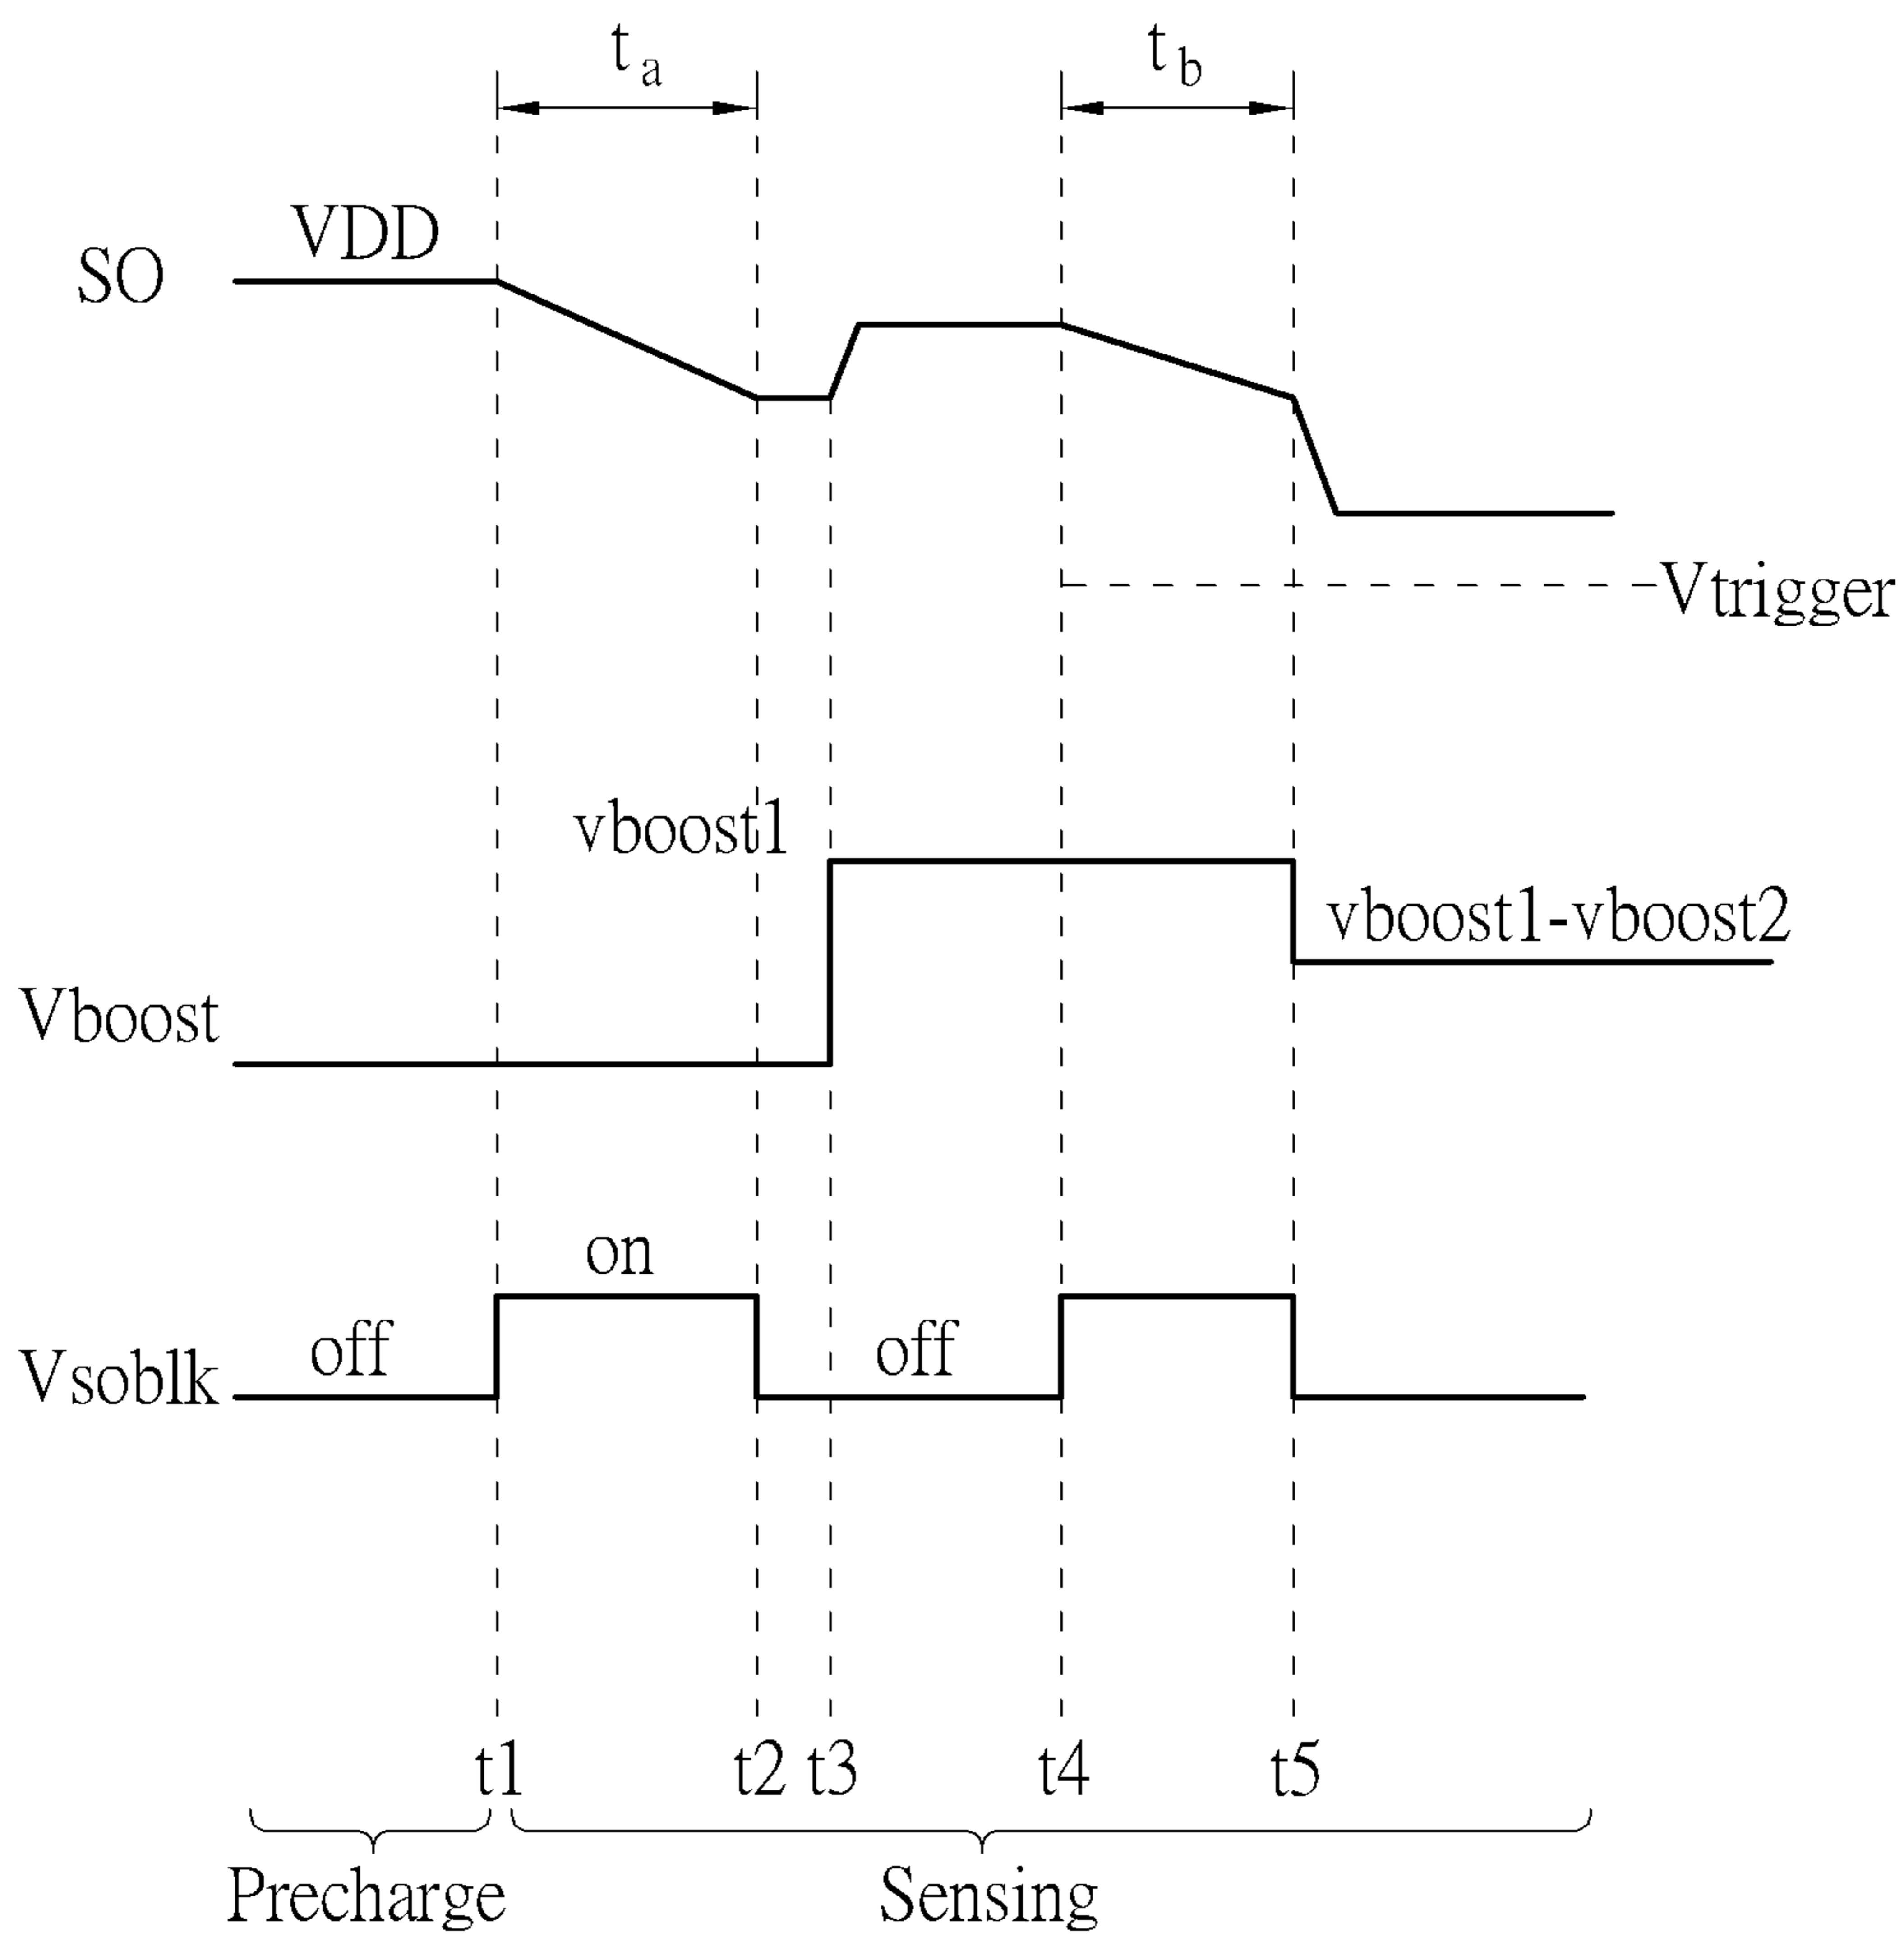 ta
tb
VDD
SO
Vtrigger
vboost1
vboost1-vboost2
Vboost
on
off
off
Vsoblk
t1
t2
t3
t4
t5
Precharge
Sensing